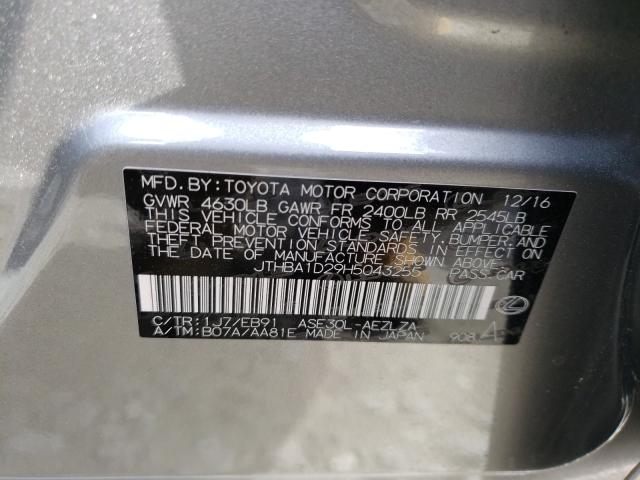 MFD. BY: TOYOTA MOTOR CORPORATION 12/16
GVWR 4630LB GAWR FR 2400LB RR 2545LB
THIS VEHICLE CONFORMS TO ALL APPLICABLE
FEDERAL MOTOR VEHICLE SAFETY, BUMPER, AND
THEFT PREVENTION STANDARDS IN EFFECT ON
THE DATE OF MANUFACTURE SHOWN ABOVE.
JTHBA1D29H5043255 PASS. CAR
C/TR: 1J7/EB91 ASE30L-AEZLZA
A/TM: B07A/AA81E MADE IN JAPAN 908 A